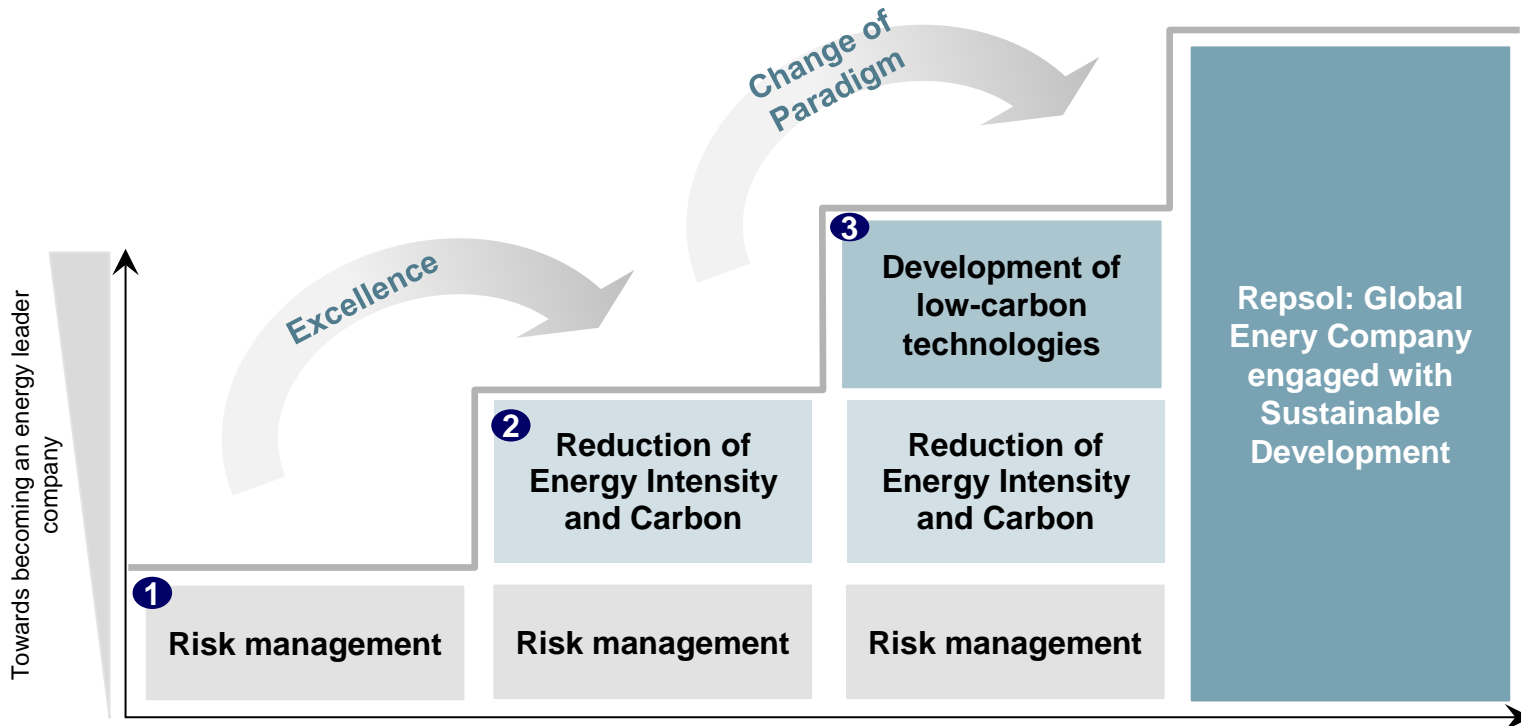 Change of
Paradigm
Excellence
Towards becoming an energy leader
company
1
Risk management
2
Reduction of
Energy Intensity
and Carbon
Risk management
3
Development of
low-carbon
technologies
Reduction of
Energy Intensity
and Carbon
Risk management
Repsol: Global
Enery Company
engaged with
Sustainable
Development